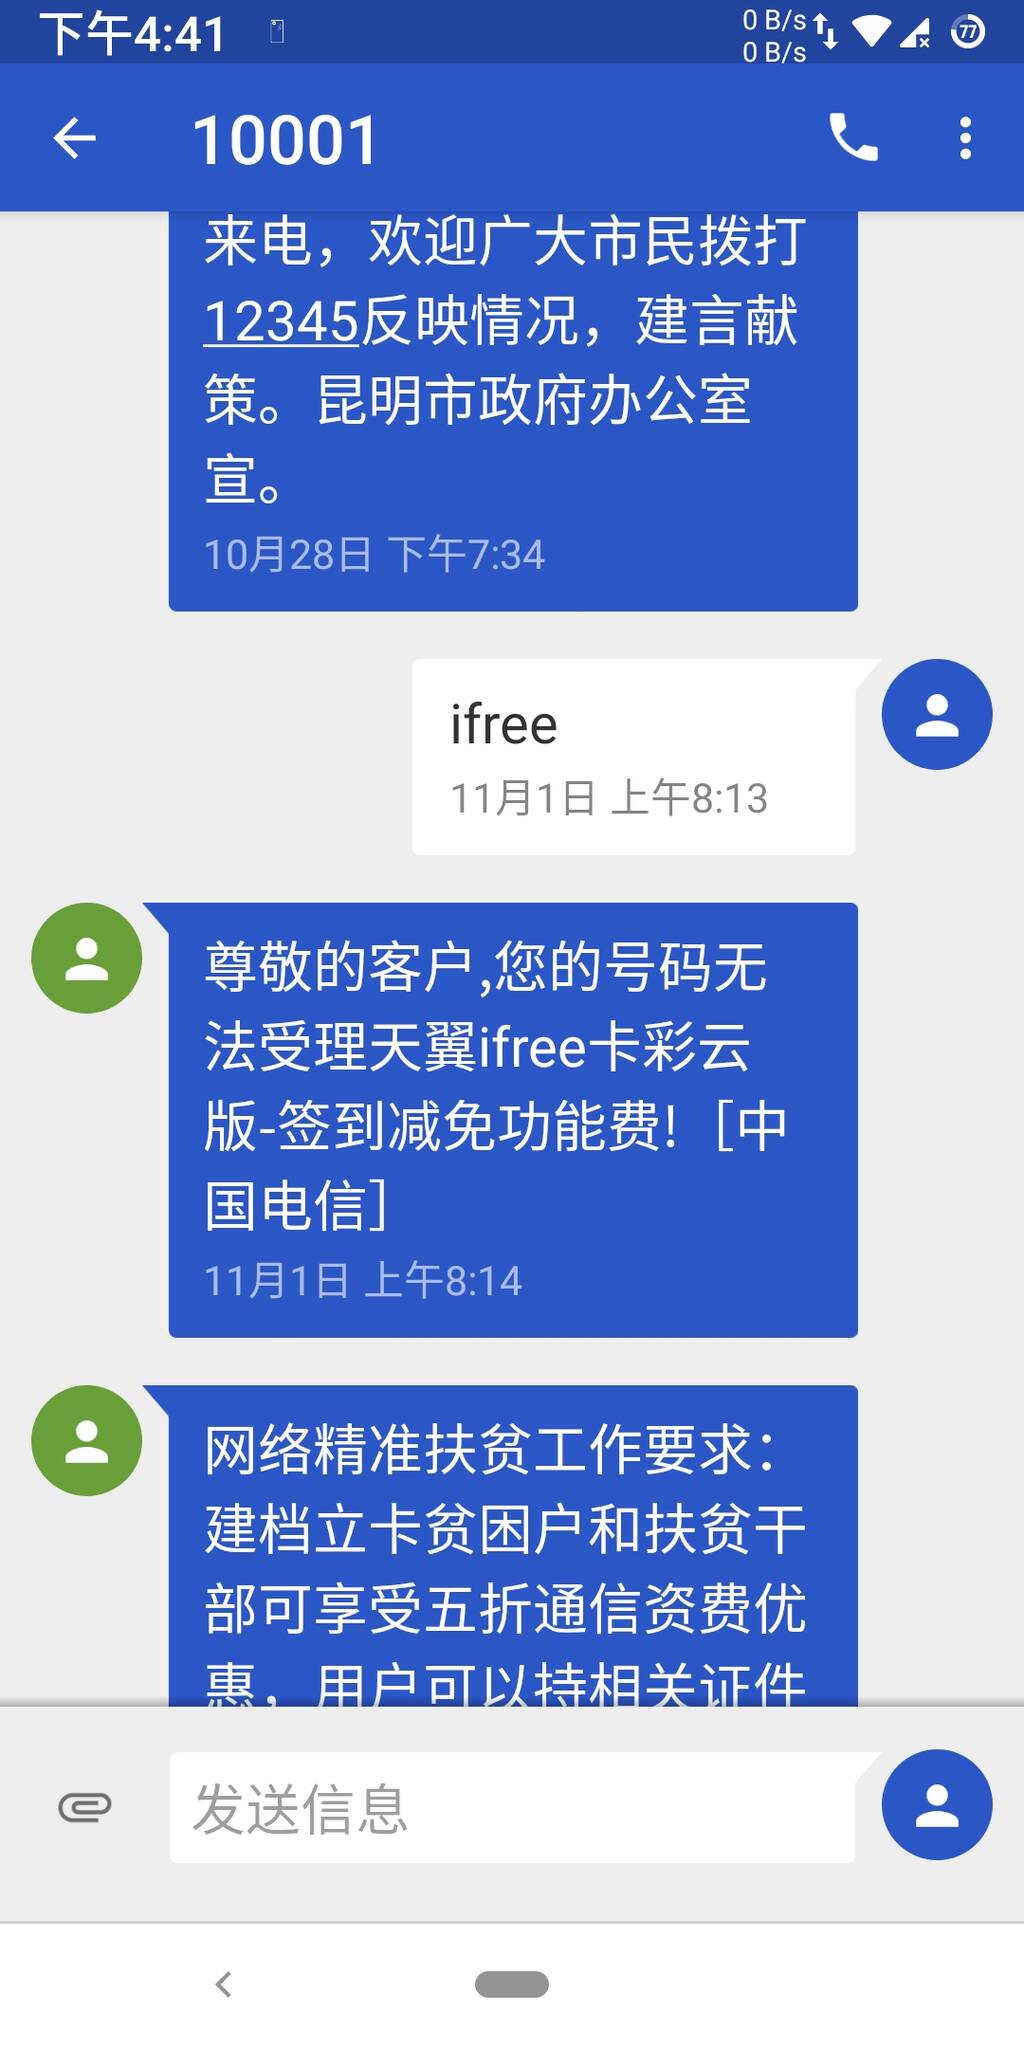 下午4:41
0 B/s
0 B/s
77
10001
来电，欢迎广大市民拨打
12345反映情况，建言献
策。昆明市政府办公室
宣。
10月28日 下午7:34
ifree
11月1日 上午8:13
尊敬的客户,您的号码无
法受理天翼ifree卡彩云
版-签到减免功能费!［中
国电信］
11月1日 上午8:14
网络精准扶贫工作要求：
建档立卡贫困户和扶贫干
部可享受五折通信资费优
惠，用户可以持相关证件
发送信息